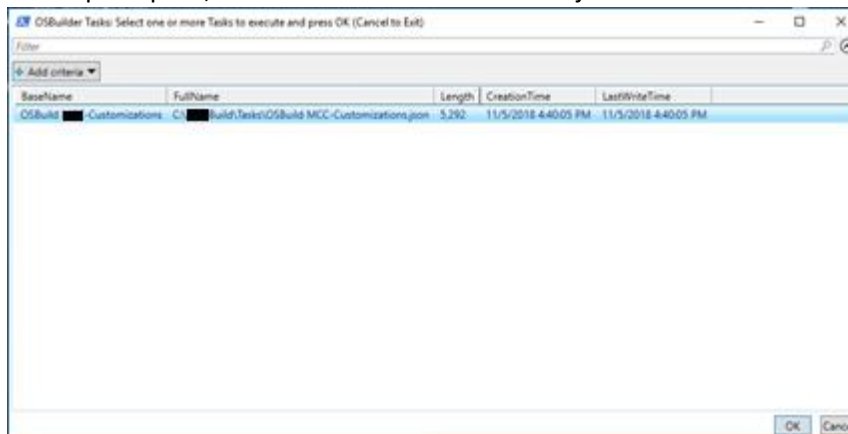 OSBuilder Tasks: Select one or more Tasks to execute and press OK (Cancel to Exit)
Filter
Add criteria
BaseName FullName Length CreationTime LastWriteTime
OSBuild -Customizations C:\ Build\Tasks\OSBuild MCC-Customizations.json 5,292 11/5/2018 4:40:05 PM 11/5/2018 4:40:05 PM
OK Cance